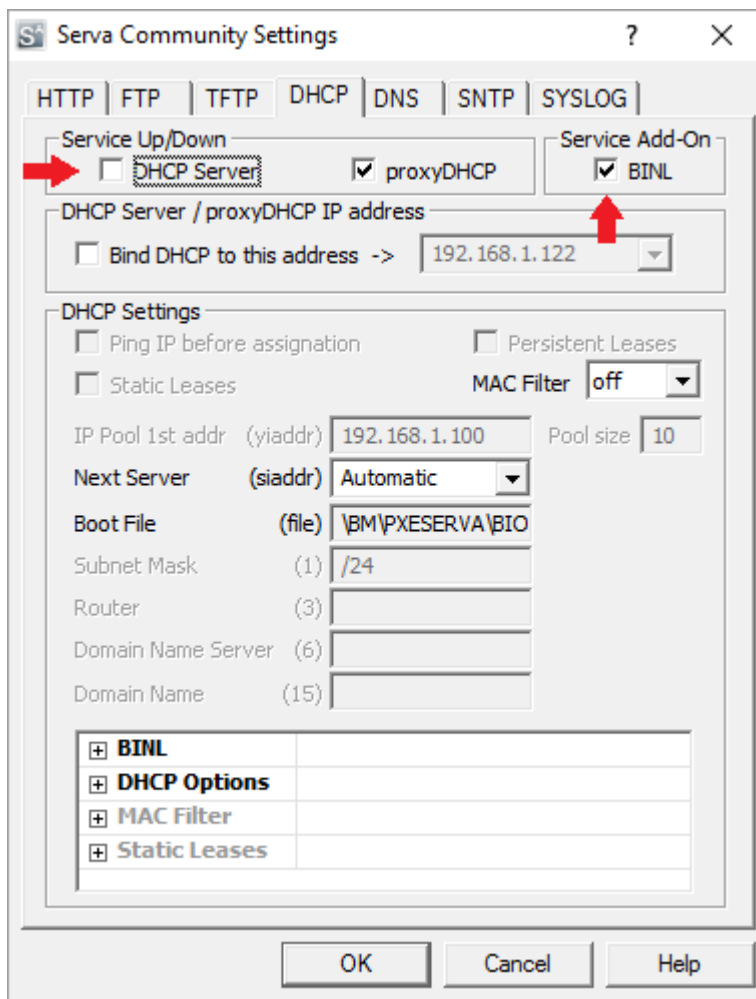 Serva Community Settings ? ×
HTTP FTP TFTP DHCP DNS SNTP SYSLOG
Service Up/Down Service Add-On
DHCP Server proxyDHCP BINL
DHCP Server / proxyDHCP IP address
Bind DHCP to this address -> 192.168.1.122
DHCP Settings
Ping IP before assignation Persistent Leases
Static Leases MAC Filter off
IP Pool 1st addr (yiaddr) 192.168.1.100 Pool size 10
Next Server (siaddr) Automatic
Boot File (file) \BM\PXESERVA\BIO
Subnet Mask (1) /24
Router (3)
Domain Name Server (6)
Domain Name (15)
BINL
DHCP Options
MAC Filter
Static Leases
OK Cancel Help